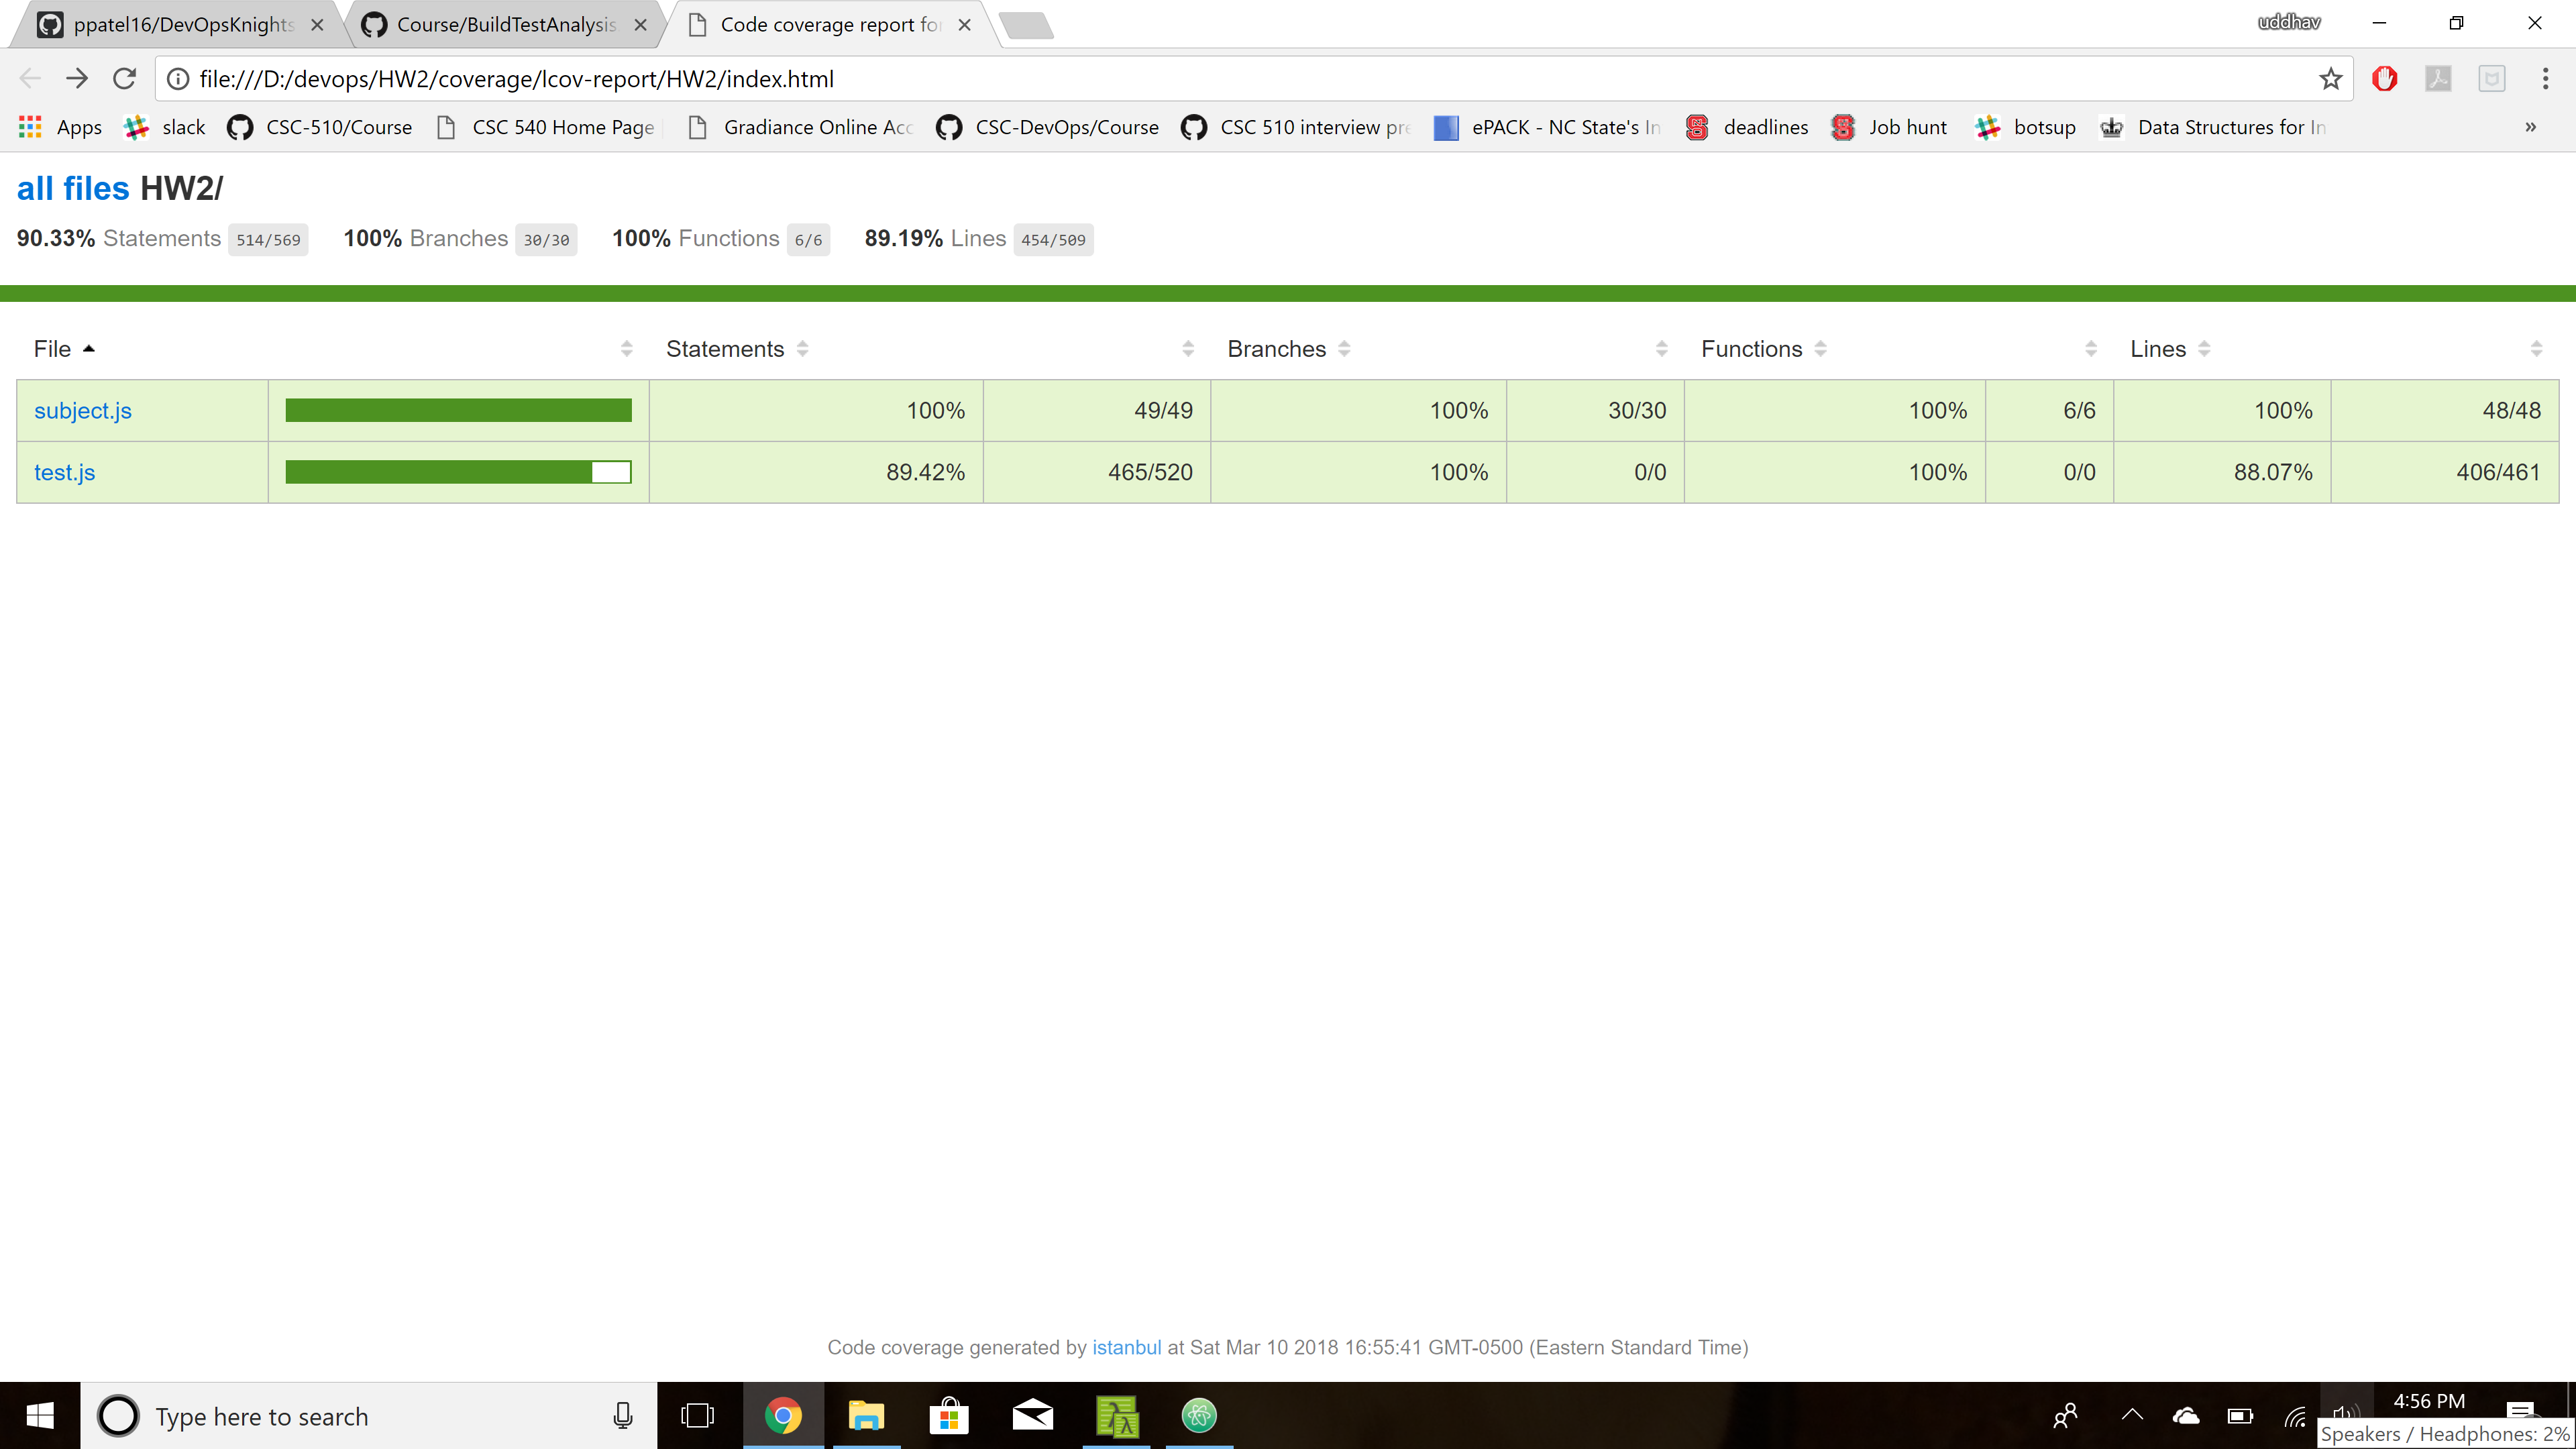 ppatel16/DevOpsKnights
Course/BuildTestAnalysis
Code coverage report for
uddhav
file:///D:/devops/HW2/coverage/lcov-report/HW2/index.html
Apps slack CSC-510/Course CSC 540 Home Page Gradiance Online Acc CSC-DevOps/Course CSC 510 interview pre ePACK - NC State's In deadlines Job hunt botsup Data Structures for In »
all files HW2/
90.33% Statements 514/569 100% Branches 30/30 100% Functions 6/6 89.19% Lines 454/509
File Statements Branches Functions Lines
subject.js 100% 49/49 100% 30/30 100% 6/6 100% 48/48
test.js 89.42% 465/520 100% 0/0 100% 0/0 88.07% 406/461
Code coverage generated by istanbul at Sat Mar 10 2018 16:55:41 GMT-0500 (Eastern Standard Time)
Type here to search
4:56 PM
Speakers / Headphones: 2%